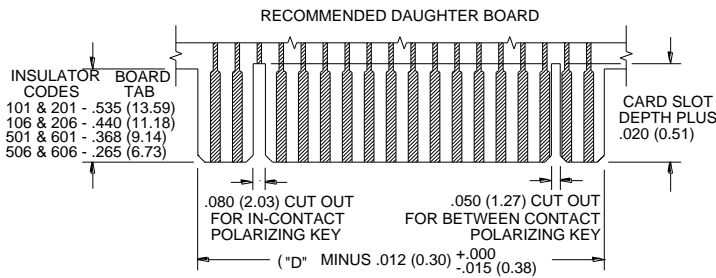 RECOMMENDED DAUGHTER BOARD
INSULATOR BOARD
CODES TAB
101 & 201 - .535 (13.59)
106 & 206 - .440 (11.18)
501 & 601 - .368 (9.14)
506 & 606 - .265 (6.73)
CARD SLOT
DEPTH PLUS
.020 (0.51)
.080 (2.03) CUT OUT
FOR IN-CONTACT
POLARIZING KEY
.050 (1.27) CUT OUT
FOR BETWEEN CONTACT
POLARIZING KEY
("D" MINUS .012 (0.30) +.000
-.015 (0.38)